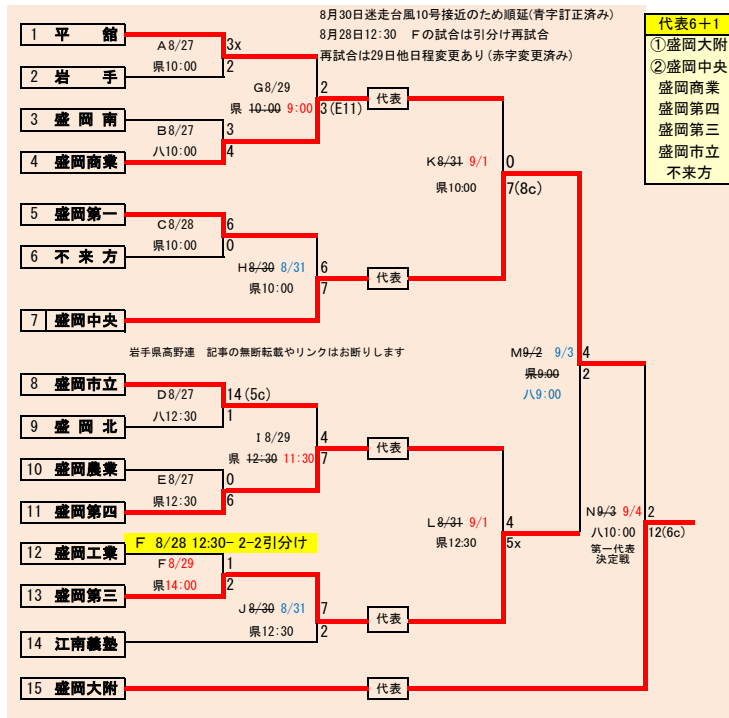 8月30日迷走台風10号接近のため順延(青字訂正済み)
8月28日12:30 Fの試合は引分け再試合
再試合は29日他日程変更あり(赤字変更済み)
代表6+1
①盛岡大附
②盛岡中央
盛岡商業
盛岡第四
盛岡第三
盛岡市立
不来方
1 平舘
A8/27 3x
県10:00 2
2 岩手
G8/29 2
県 10:00 9:00 3(E11)
代表
3 盛岡南
B8/27 3
八10:00 4
4 盛岡商業
K8/31 9/1 0
県10:00 7(8c)
5 盛岡第一
C8/28 6
県10:00 0
6 不来方
H8/30 8/31 6
県10:00 7
代表
7 盛岡中央
岩手県高野連 記事の無断転載やリンクはお断りします
M9/2 9/3 4
県9:00 2
八9:00
8 盛岡市立
D8/27 14(5c)
八12:30 1
9 盛岡北
I8/29 4
県 12:30 11:30 7
代表
10 盛岡農業
E8/27 0
県12:30 6
11 盛岡第四
L8/31 9/1 4
県12:30 5x
N9/3 9/4 2
八10:00 12(6c)
第一代表
決定戦
F 8/28 12:30- 2-2引分け
12 盛岡工業
F8/29 1
県14:00 2
13 盛岡第三
J8/30 8/31 7
県12:30 2
代表
14 江南義塾
15 盛岡大附
代表